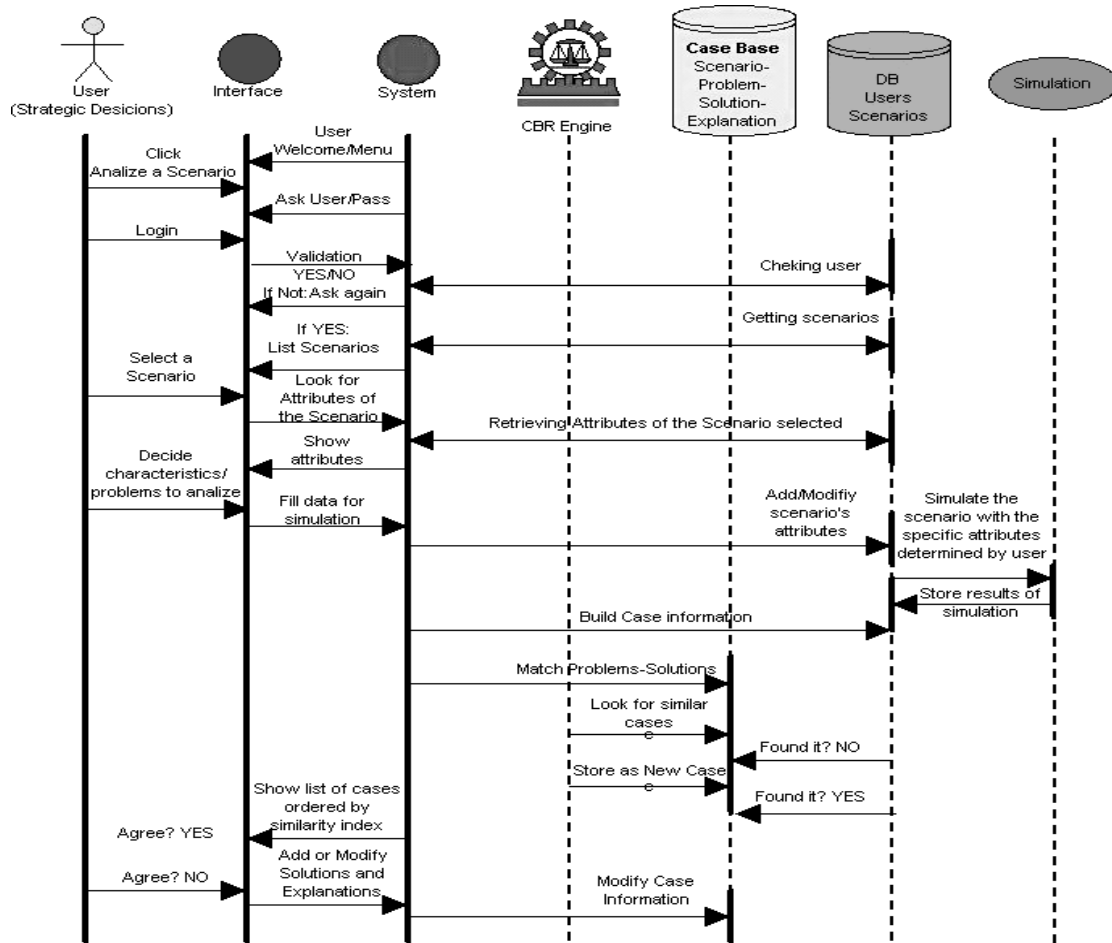 User
(Strategic Desicions)
Interface
System
CBR Engine
Case Base
Scenario-
Problem-
Solution-
Explanation
DB
Users
Scenarios
Simulation
User
Welcome/Menu
Click
Analize a Scenario
Ask User/Pass
Login
Validation
YES/NO
If Not: Ask again
Cheking user
Getting scenarios
If YES:
List Scenarios
Select a
Scenario
Look for
Attributes of
the Scenario
Retrieving Attributes of the Scenario selected
Show
attributes
Decide
characteristics/
problems to analize
Fill data for
simulation
Add/Modifiy
scenario's
attributes
Simulate the
scenario with the
specific attributes
determined by user
Store results of
simulation
Build Case information
Match Problems-Solutions
Look for similar
cases
e
Found it? NO
Store as New Case
e
Found it? YES
Show list of cases
ordered by
similarity index
Agree? YES
Add or Modify
Solutions and
Explanations
Agree? NO
Modify Case
Information